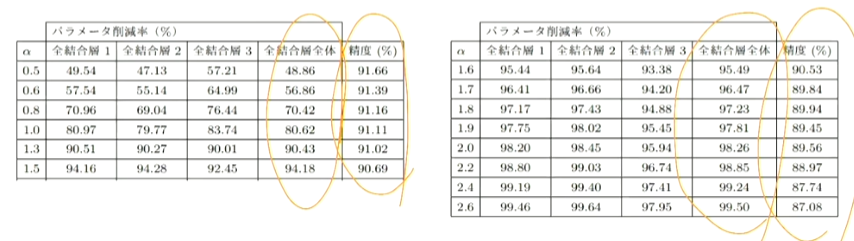 パラメータ削減率（%）
α 全結合層 1 全結合層 2 全結合層 3 全結合層全体 精度 (%)
0.5 49.54 47.13 57.21 48.86 91.66
0.6 57.54 55.14 64.99 56.86 91.39
0.8 70.96 69.04 76.44 70.42 91.16
1.0 80.97 79.77 83.74 80.62 91.11
1.3 90.51 90.27 90.01 90.43 91.02
1.5 94.16 94.28 92.45 94.18 90.69
パラメータ削減率（%）
α 全結合層 1 全結合層 2 全結合層 3 全結合層全体 精度 (%)
1.6 95.44 95.64 93.38 95.49 90.53
1.7 96.41 96.66 94.20 96.47 89.84
1.8 97.17 97.43 94.88 97.23 89.94
1.9 97.75 98.02 95.45 97.81 89.45
2.0 98.20 98.45 95.94 98.26 89.56
2.2 98.80 99.03 96.74 98.85 88.97
2.4 99.19 99.40 97.41 99.24 87.74
2.6 99.46 99.64 97.95 99.50 87.08